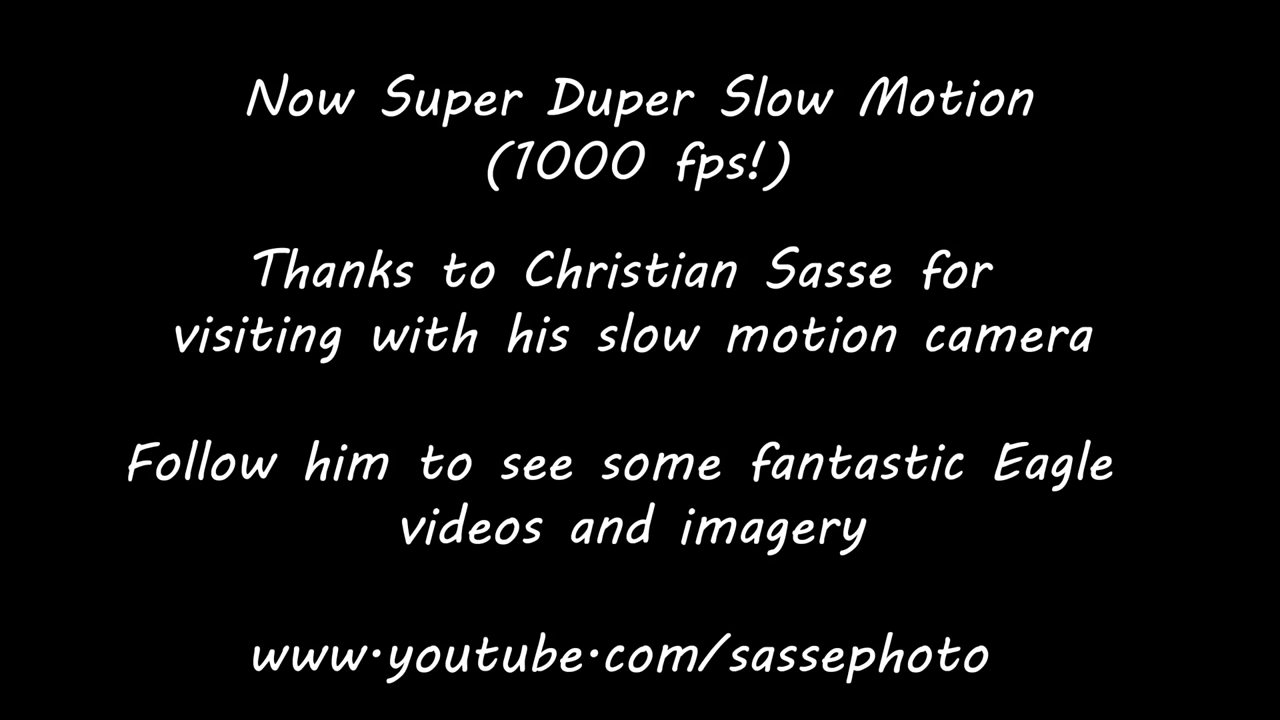 Now Super Duper Slow Motion
(1000 fps!)
Thanks to Christian Sasse for
visiting with his slow motion camera
Follow him to see some fantastic Eagle
videos and imagery
www.youtube.com/sassephoto